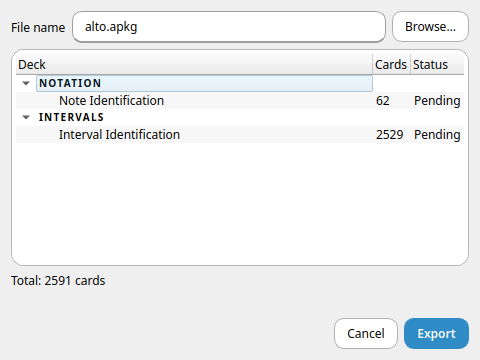 File name alto.apkg Browse...
Deck Cards Status
NOTATION
Note Identification 62 Pending
INTERVALS
Interval Identification 2529 Pending
Total: 2591 cards
Cancel Export